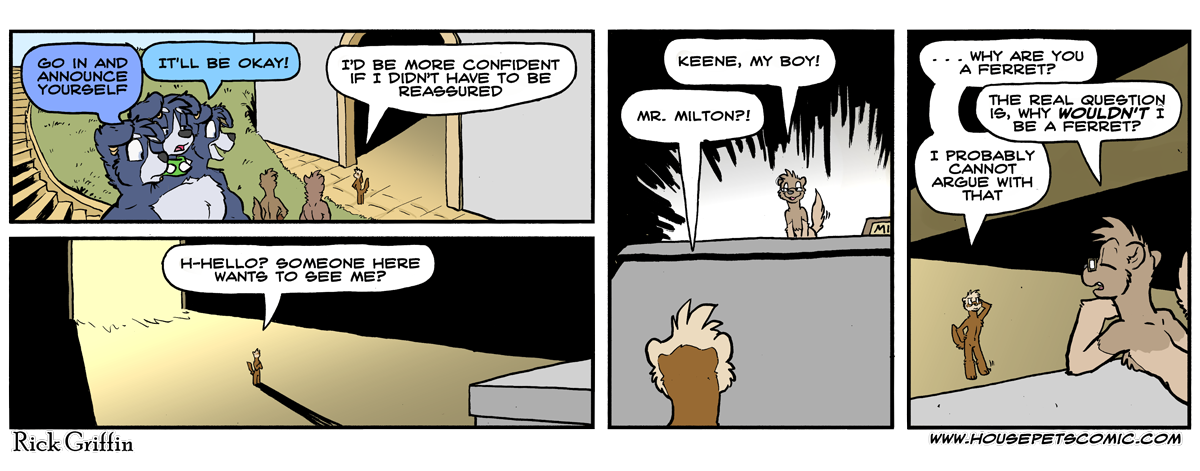 GO IN AND
ANNOUNCE
YOURSELF
IT'LL BE OKAY!
I'D BE MORE CONFIDENT
IF I DIDN'T HAVE TO BE
REASSURED
H-HELLO? SOMEONE HERE
WANTS TO SEE ME?
KEENE, MY BOY!
MR. MILTON?!
MI
. . . WHY ARE YOU
A FERRET?
THE REAL QUESTION
IS, WHY WOULDN'T I
BE A FERRET?
I PROBABLY
CANNOT
ARGUE WITH
THAT
Rick Griffin
WWW.HOUSEPETSCOMIC.COM